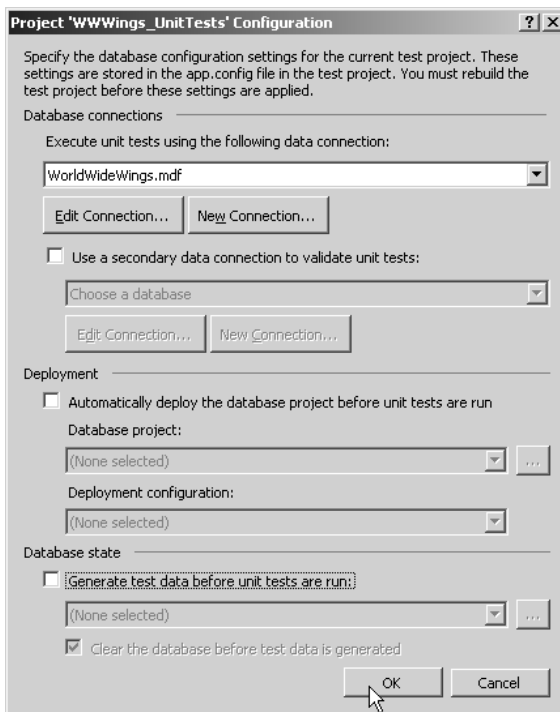 Project 'WWWings_UnitTests' Configuration
Specify the database configuration settings for the current test project. These
settings are stored in the app.config file in the test project. You must rebuild the
test project before these settings are applied.
Database connections
Execute unit tests using the following data connection:
WorldWideWings.mdf
Edit Connection... New Connection...
Use a secondary data connection to validate unit tests:
Choose a database
Edit Connection... New Connection...
Deployment
Automatically deploy the database project before unit tests are run
Database project:
(None selected)
...
Deployment configuration:
(None selected)
Database state
Generate test data before unit tests are run:
(None selected)
...
Clear the database before test data is generated
OK Cancel